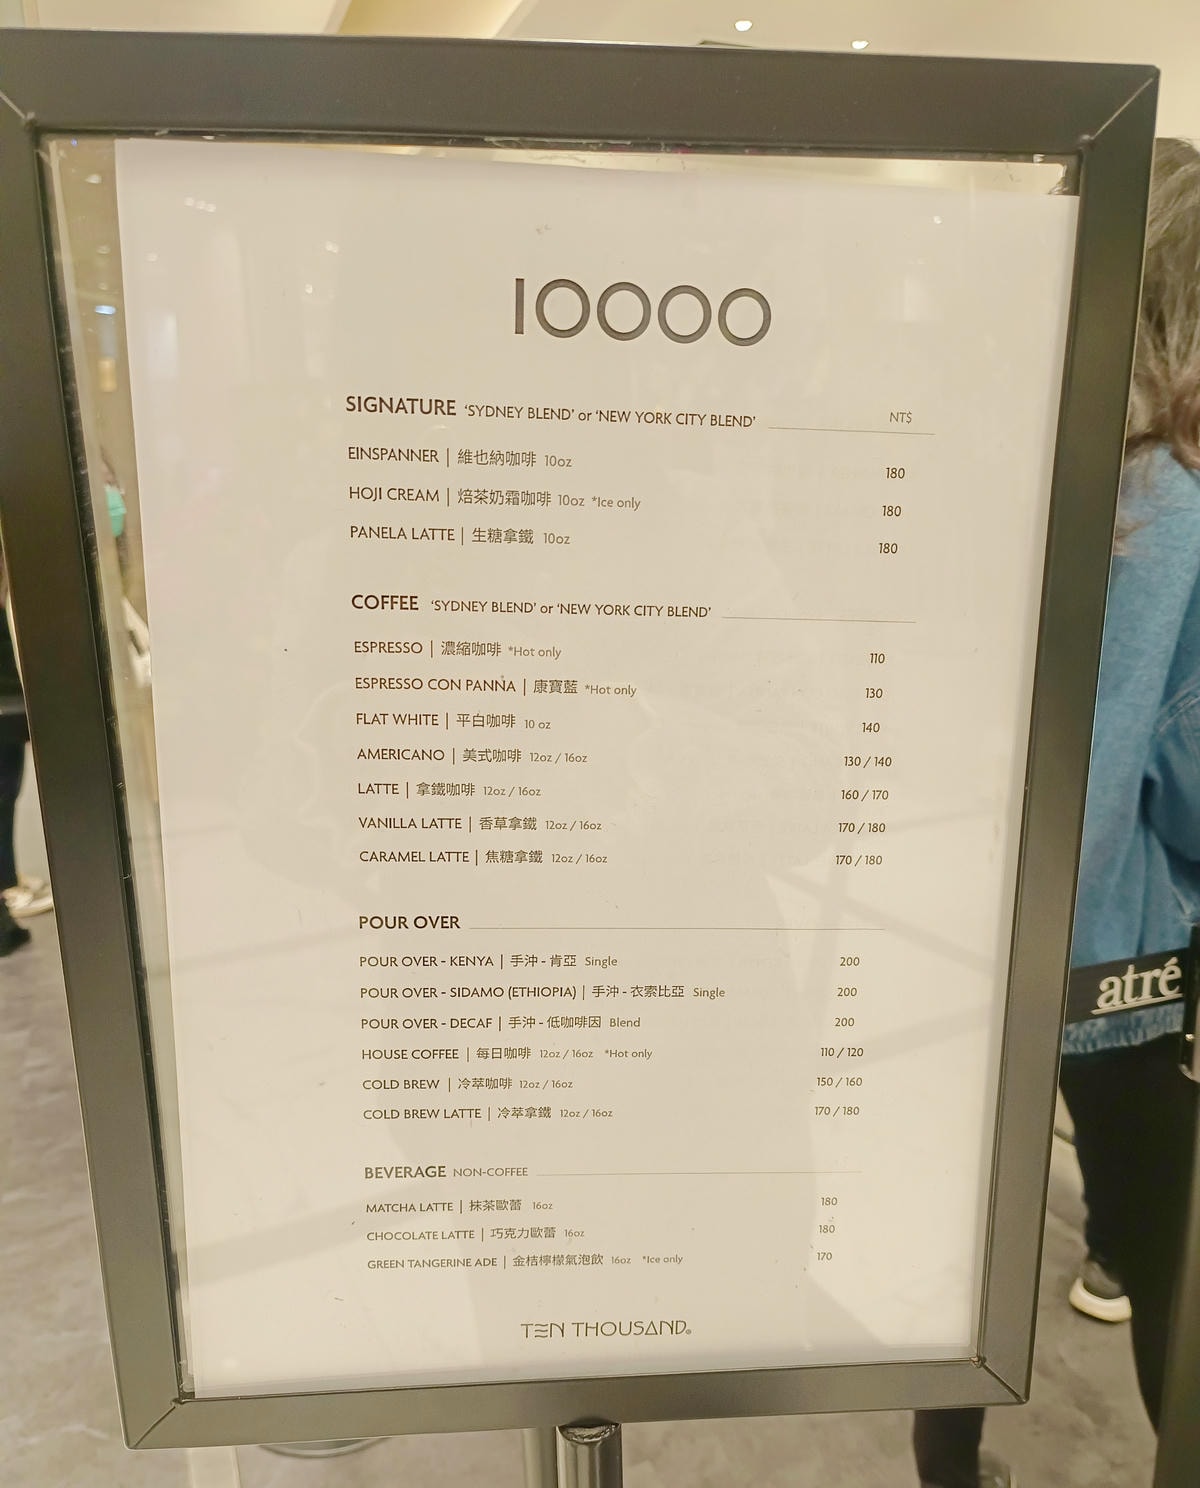 10000
SIGNATURE 'SYDNEY BLEND' or 'NEW YORK CITY BLEND' NT$
EINSPANNER | 維也納咖啡 10oz 180
HOJI CREAM | 焙茶奶霜咖啡 10oz *Ice only 180
PANELA LATTE | 生糖拿鐵 10oz 180
COFFEE 'SYDNEY BLEND' or 'NEW YORK CITY BLEND'
ESPRESSO | 濃縮咖啡 *Hot only 110
ESPRESSO CON PANNA | 康寶藍 *Hot only 130
FLAT WHITE | 平白咖啡 10 oz 140
AMERICANO | 美式咖啡 12oz / 16oz 130 / 140
LATTE | 拿鐵咖啡 12oz / 16oz 160 / 170
VANILLA LATTE | 香草拿鐵 12oz / 16oz 170 / 180
CARAMEL LATTE | 焦糖拿鐵 12oz / 16oz 170 / 180
POUR OVER
POUR OVER - KENYA | 手沖 - 肯亞 Single 200
POUR OVER - SIDAMO (ETHIOPIA) | 手沖 - 衣索比亞 Single 200
POUR OVER - DECAF | 手沖 - 低咖啡因 Blend 200
HOUSE COFFEE | 每日咖啡 12oz / 16oz *Hot only 110 / 120
COLD BREW | 冷萃咖啡 12oz / 16oz 150 / 160
COLD BREW LATTE | 冷萃拿鐵 12oz / 16oz 170 / 180
BEVERAGE NON-COFFEE
MATCHA LATTE | 抹茶歐蕾 16oz 180
CHOCOLATE LATTE | 巧克力歐蕾 16oz 180
GREEN TANGERINE ADE | 金桔檸檬氣泡飲 16oz *Ice only 170
TEN THOUSAND®
atré